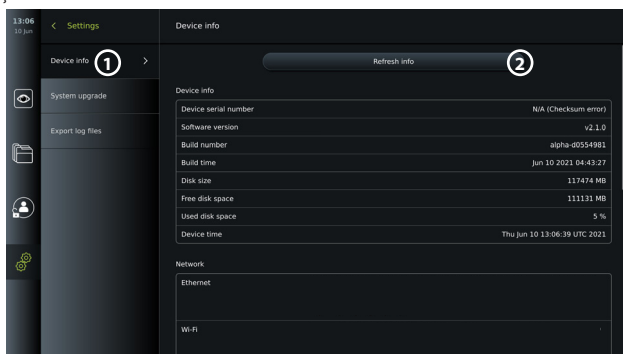 13:06
10 Jun
Settings
Device info
Device info
1
System upgrade
Export log files
Refresh info
2
Device info
Device serial number N/A (Checksum error)
Software version v2.1.0
Build number alpha-d0554981
Build time Jun 10 2021 04:43:27
Disk size 117474 MB
Free disk space 111131 MB
Used disk space 5 %
Device time Thu Jun 10 13:06:39 UTC 2021
Network
Ethernet
Wi-Fi